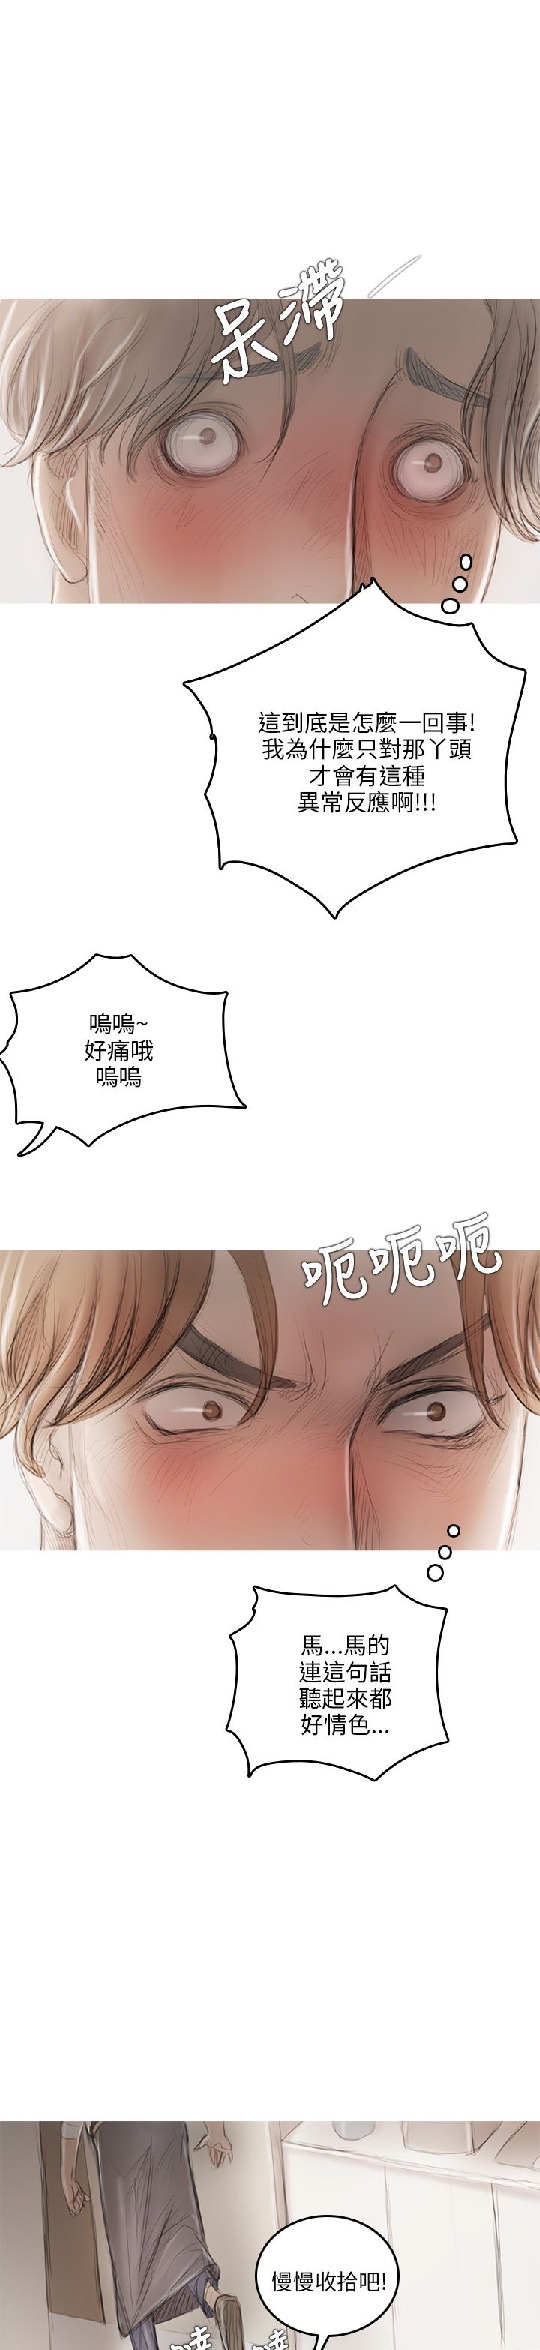 呆滯
這到底是怎麼一回事!
我為什麼只對那丫頭
才會有這種
異常反應啊!!!
嗚嗚~
好痛哦
嗚嗚
呃呃呃
馬...馬的
連這句話
聽起來都
好情色...
慢慢收拾吧!